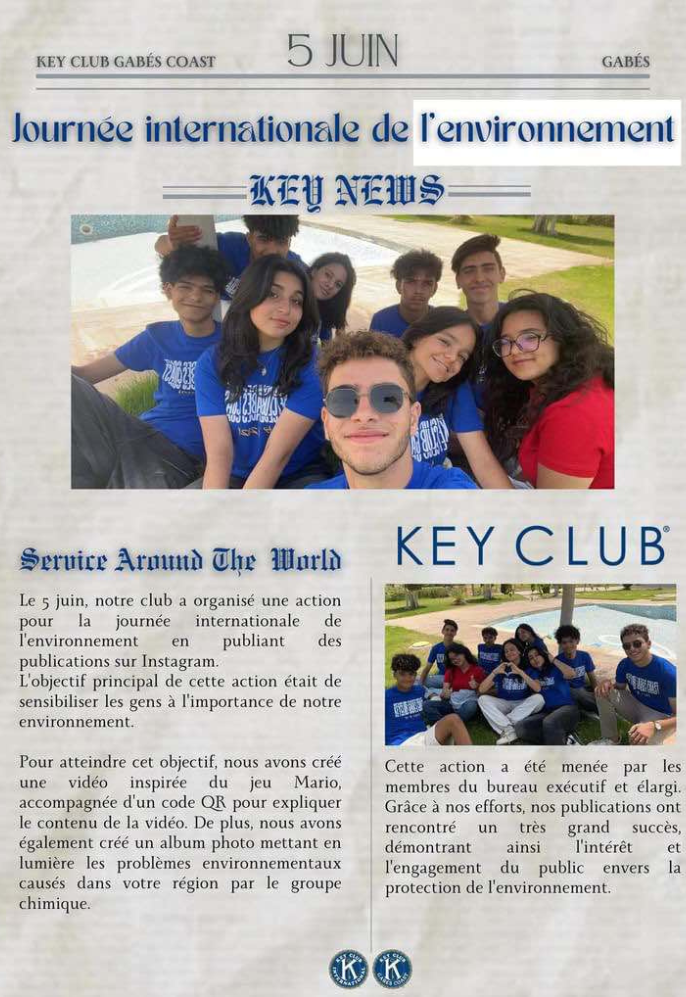 KEY CLUB GABÉS COAST
5 JUIN
GABÉS
Journée internationale de l'environnement
KEY NEWS
Service Around The World
Le 5 juin, notre club a organisé une action
pour la journée internationale de
l'environnement en publiant des
publications sur Instagram.
L'objectif principal de cette action était de
sensibiliser les gens à l'importance de notre
environnement.
Pour atteindre cet objectif, nous avons créé
une vidéo inspirée du jeu Mario,
accompagnée d'un code QR pour expliquer
le contenu de la vidéo. De plus, nous avons
également créé un album photo mettant en
lumière les problèmes environnementaux
causés dans votre région par le groupe
chimique.
KEY CLUB®
Cette action a été menée par les
membres du bureau exécutif et élargi.
Grâce à nos efforts, nos publications ont
rencontré un très grand succès,
démontrant ainsi l'intérêt et
l'engagement du public envers la
protection de l'environnement.
KEY CLUB
K
INTERNATIONAL
KEY CLUB
K
GABÉS COAST